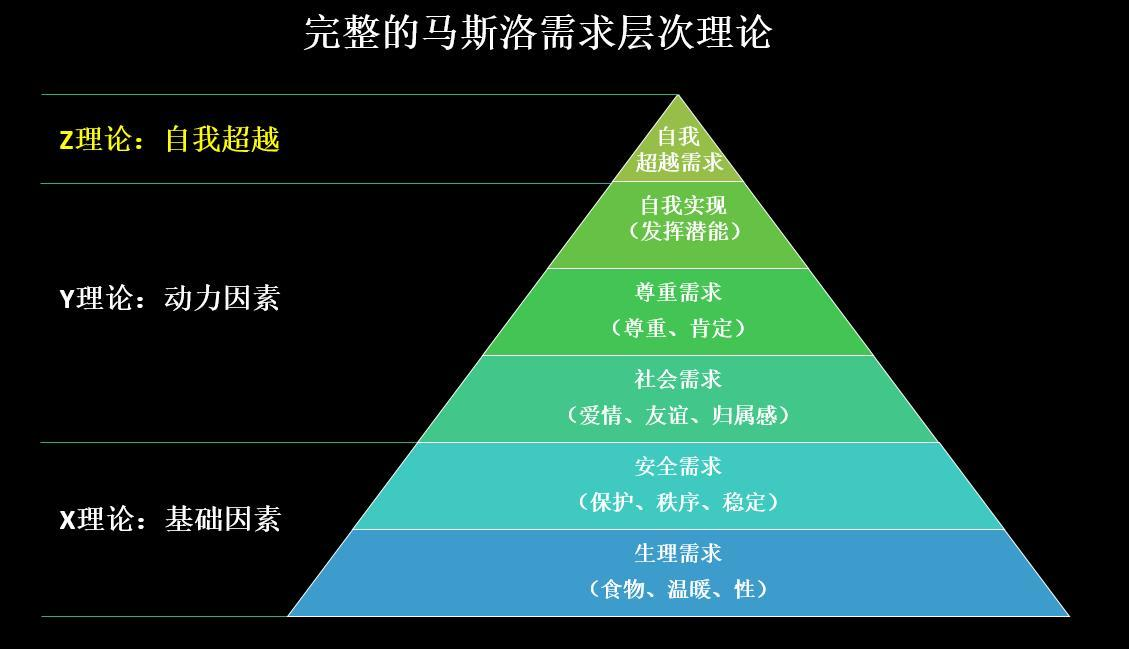 完整的马斯洛需求层次理论
Z理论：自我超越
自我
超越需求
自我实现
（发挥潜能）
Y理论：动力因素
尊重需求
（尊重、肯定）
社会需求
（爱情、友谊、归属感）
安全需求
（保护、秩序、稳定）
X理论：基础因素
生理需求
（食物、温暖、性）